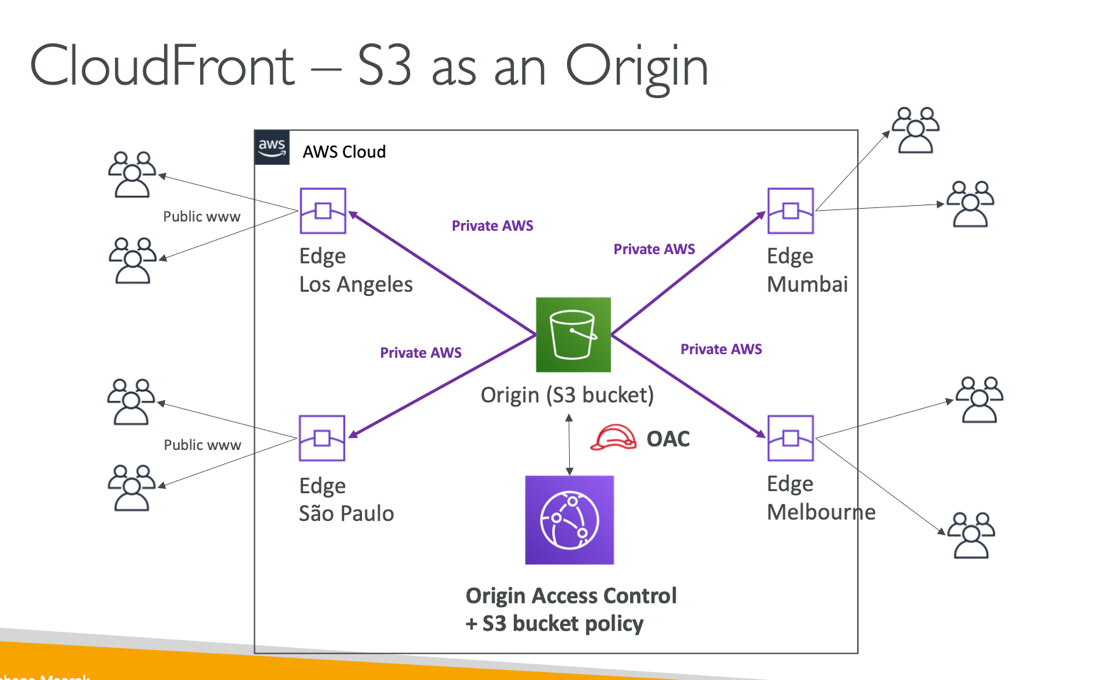 CloudFront – S3 as an Origin
aws
AWS Cloud
Public www
Edge
Los Angeles
Private AWS
Private AWS
Edge
Mumbai
Private AWS
Private AWS
Origin (S3 bucket)
OAC
Public www
Edge
São Paulo
Edge
Melbourne
Origin Access Control
+ S3 bucket policy